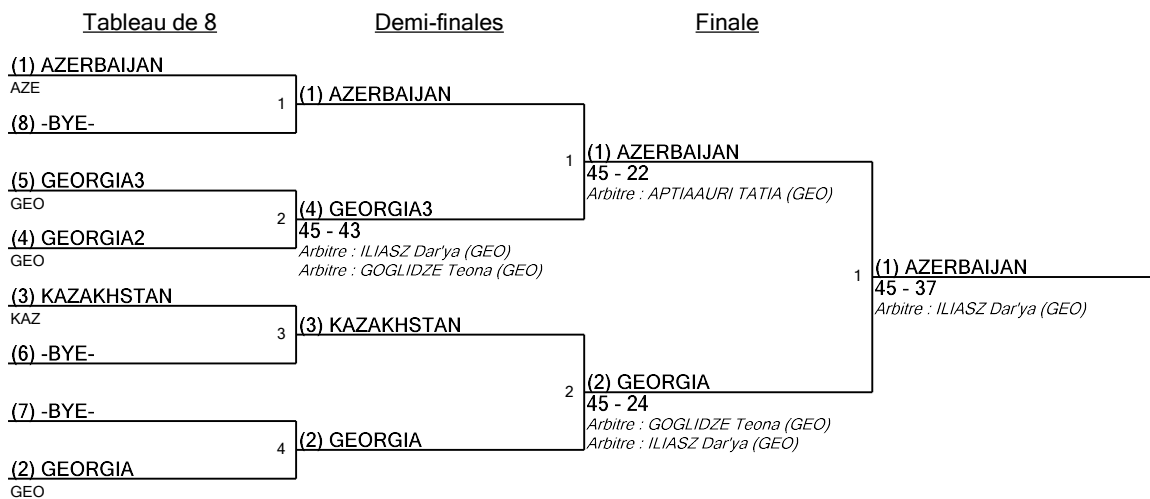 Tableau de 8
Demi-finales
Finale
(1) AZERBAIJAN
AZE
1
(8) -BYE-
(5) GEORGIA3
GEO
2
(4) GEORGIA2
GEO
(3) KAZAKHSTAN
KAZ
3
(6) -BYE-
(7) -BYE-
4
(2) GEORGIA
GEO
(1) AZERBAIJAN
1
(4) GEORGIA3
45 - 43
Arbitre : ILIASZ Dar'ya (GEO)
Arbitre : GOGLIDZE Teona (GEO)
(3) KAZAKHSTAN
2
(2) GEORGIA
(1) AZERBAIJAN
45 - 22
Arbitre : APTIAAURI TATIA (GEO)
1
(2) GEORGIA
45 - 24
Arbitre : GOGLIDZE Teona (GEO)
Arbitre : ILIASZ Dar'ya (GEO)
(1) AZERBAIJAN
45 - 37
Arbitre : ILIASZ Dar'ya (GEO)